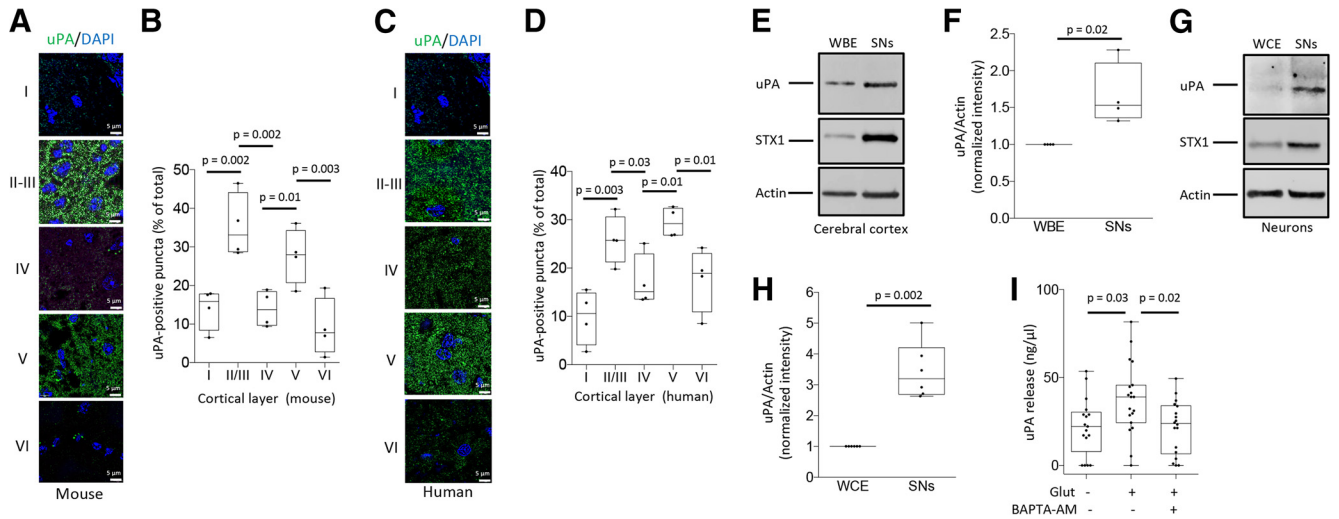 A
uPA/DAPI
I
5 µm
II-III
5 µm
IV
5 µm
V
5 µm
VI
5 µm
Mouse
B
uPA-positive puncta (% of total)
50
40
30
20
10
0
p = 0.002
p = 0.002
p = 0.01
p = 0.003
I II/III IV V VI
Cortical layer (mouse)
C
uPA/DAPI
I
5 µm
II-III
5 µm
IV
5 µm
V
5 µm
VI
5 µm
Human
D
uPA-positive puncta (% of total)
50
40
30
20
10
0
p = 0.003
p = 0.03
p = 0.01
p = 0.01
I II/III IV V VI
Cortical layer (human)
E
WBE SNs
uPA
STX1
Actin
Cerebral cortex
F
uPA/Actin
(normalized intensity)
2.5
2.0
1.5
1.0
0.5
0.0
p = 0.02
WBE SNs
G
WCE SNs
uPA
STX1
Actin
Neurons
H
uPA/Actin
(normalized intensity)
6
5
4
3
2
1
0
p = 0.002
WCE SNs
I
uPA release (ng/µl)
100
50
0
p = 0.03 p = 0.02
Glut - + +
BAPTA-AM - - +